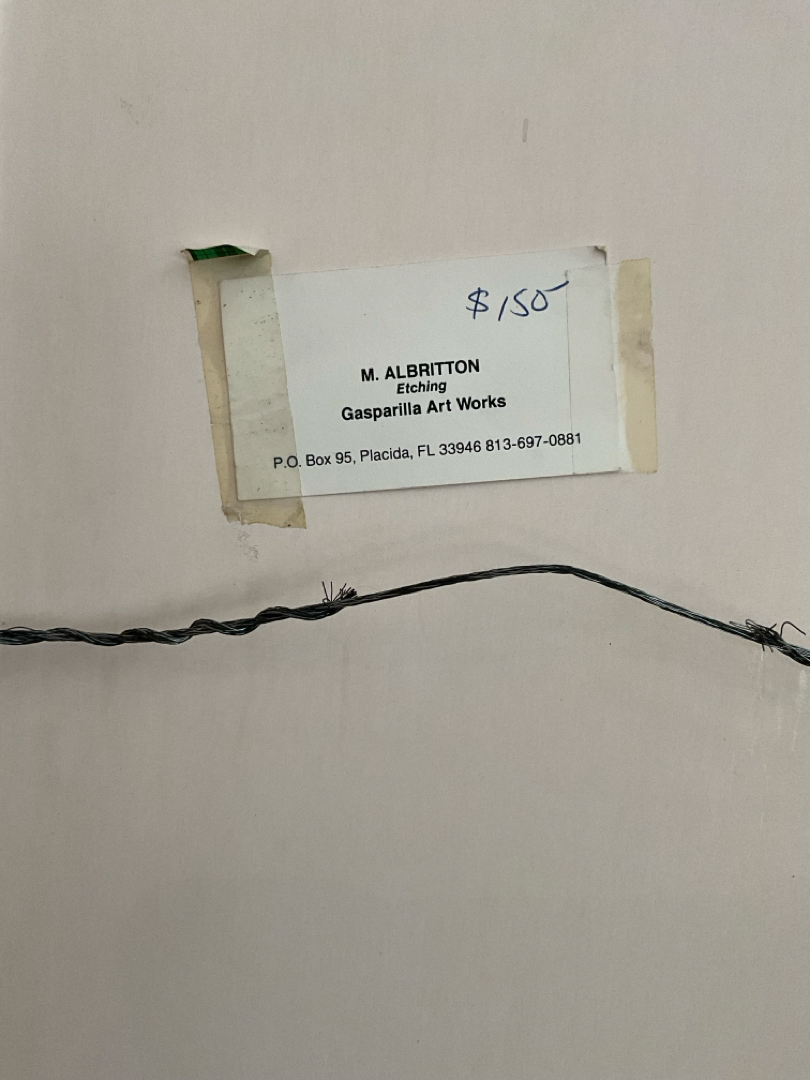 $150
M. ALBRITTON
Etching
Gasparilla Art Works
P.O. Box 95, Placida, FL 33946 813-697-0881